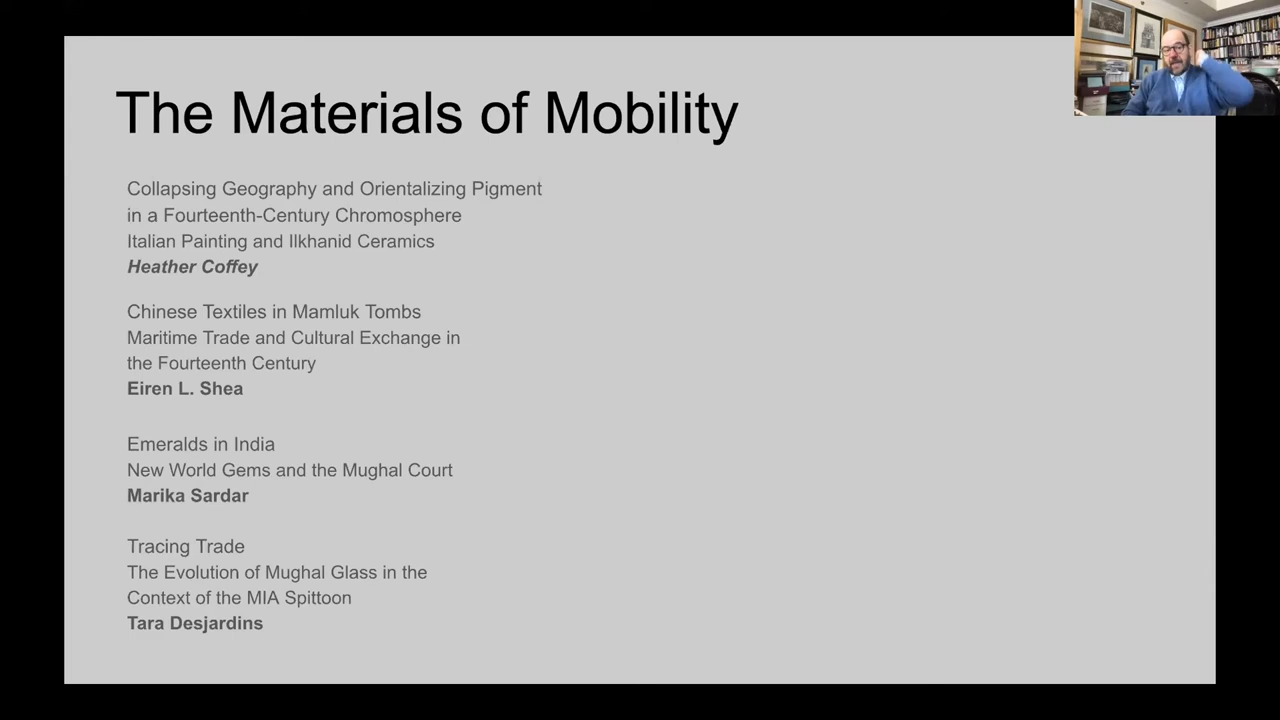 The Materials of Mobility
Collapsing Geography and Orientalizing Pigment
in a Fourteenth-Century Chromosphere
Italian Painting and Ilkhanid Ceramics
Heather Coffey
Chinese Textiles in Mamluk Tombs
Maritime Trade and Cultural Exchange in
the Fourteenth Century
Eiren L. Shea
Emeralds in India
New World Gems and the Mughal Court
Marika Sardar
Tracing Trade
The Evolution of Mughal Glass in the
Context of the MIA Spittoon
Tara Desjardins